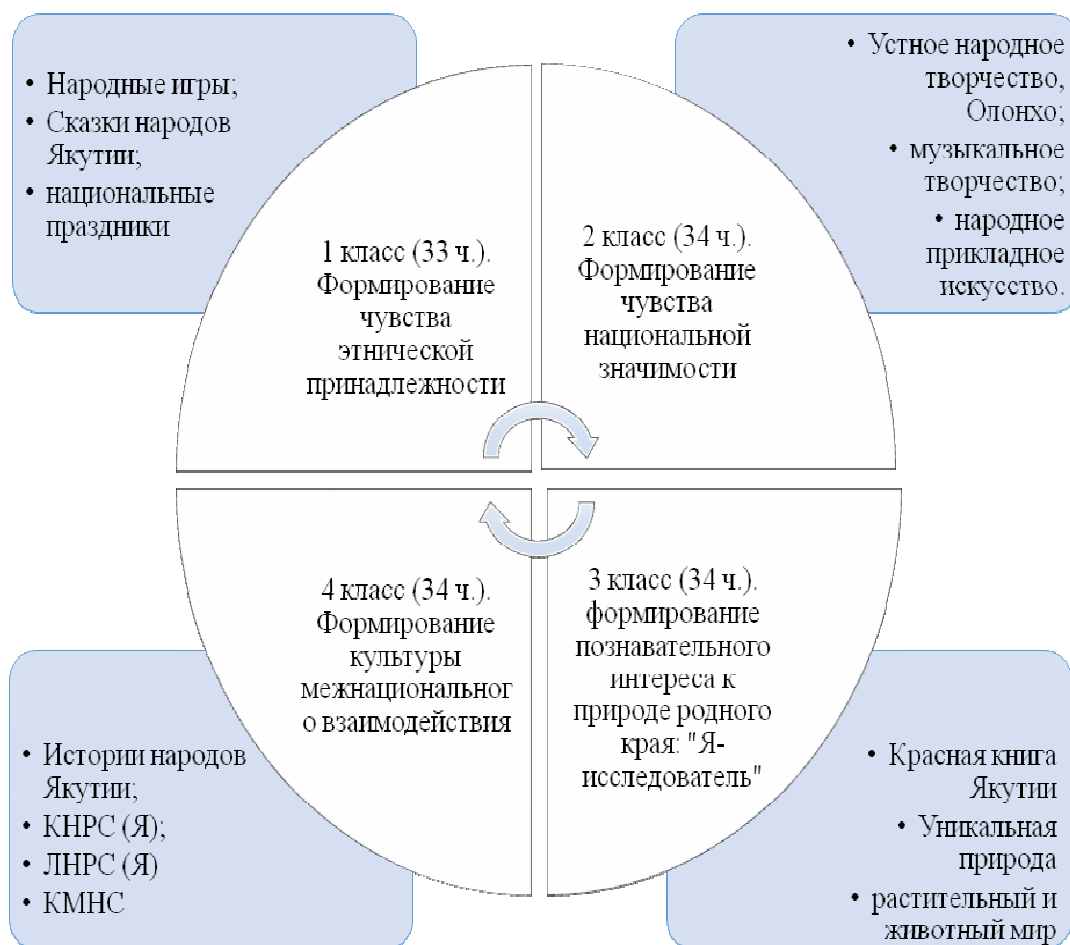 • Народные игры;
• Сказки народов
Якутии;
• национальные
праздники
• Устное народное
творчество,
Олонхо;
• музыкальное
творчество;
• народное
прикладное
искусство.
1 класс (33 ч.).
Формирование
чувства
этнической
принадлежности
2 класс (34 ч.).
Формирование
чувства
национальной
значимости
4 класс (34 ч.).
Формирование
культуры
межнациональног
о взаимодействия
3 класс (34 ч.).
формирование
познавательного
интереса к
природе родного
края: "Я-
исследователь"
• Истории народов
Якутии;
• КНРС (Я);
• ЛНРС (Я)
• КМНС
• Красная книга
Якутии
• Уникальная
природа
• растительный и
животный мир